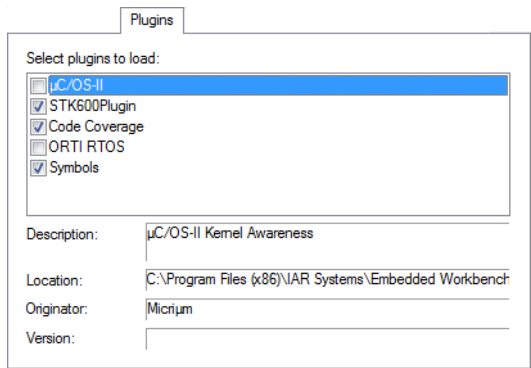 Plugins
Select plugins to load:
µC/OS-II
STK600Plugin
Code Coverage
ORTI RTOS
Symbols
Description: µC/OS-II Kernel Awareness
Location: C:\Program Files (x86)\IAR Systems\Embedded Workbench
Originator: Micriµm
Version: